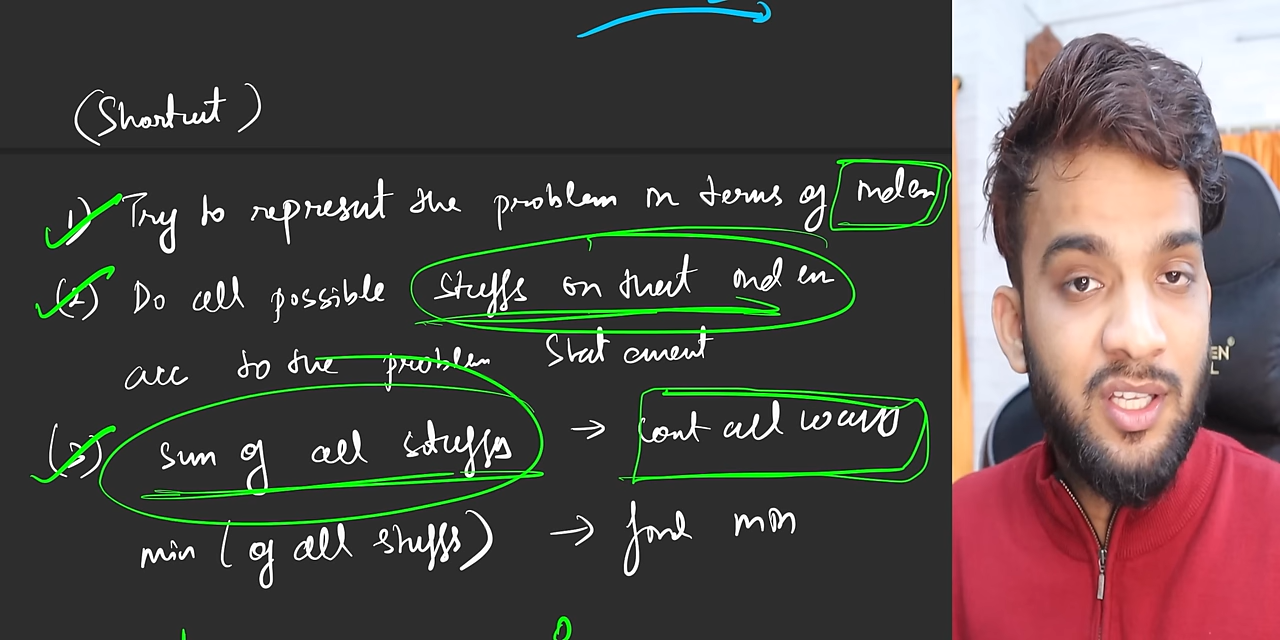 (Shortcut)
1) Try to represent the problem in terms of index
(2) Do all possible stuffs on that index
acc to the problem statement
(3) sum of all stuffs → count all ways
min (of all stuffs) → find min
EN
L